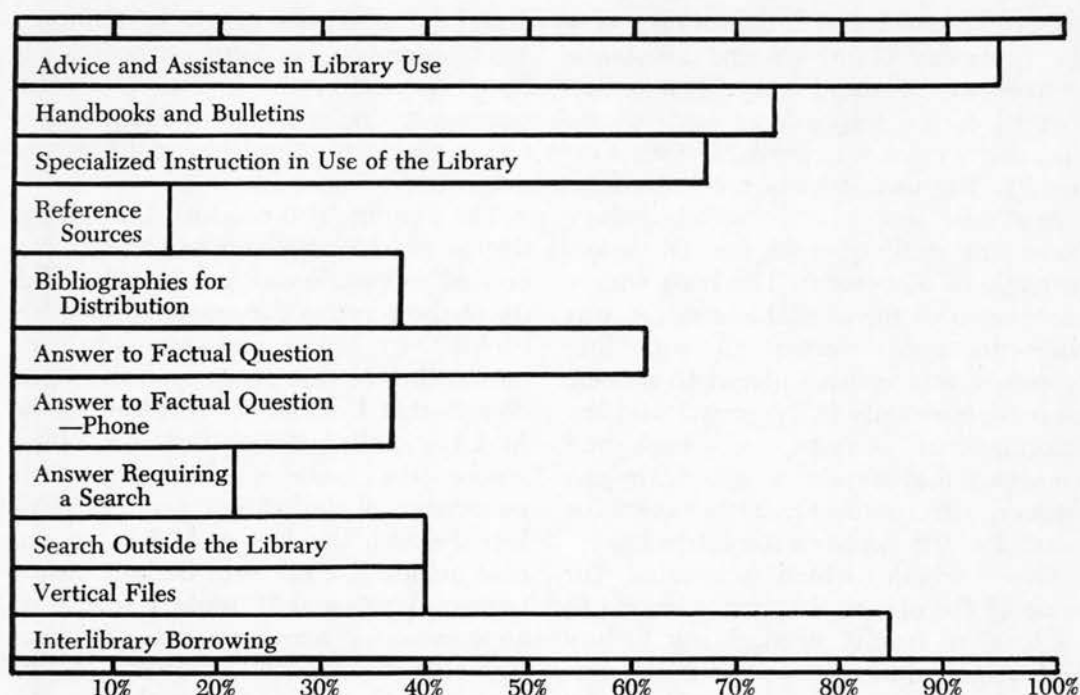 Advice and Assistance in Library Use
Handbooks and Bulletins
Specialized Instruction in Use of the Library
Reference
Sources
Bibliographies for
Distribution
Answer to Factual Question
Answer to Factual Question
—Phone
Answer Requiring
a Search
Search Outside the Library
Vertical Files
Interlibrary Borrowing
10% 20% 30% 40% 50% 60% 70% 80% 90% 100%